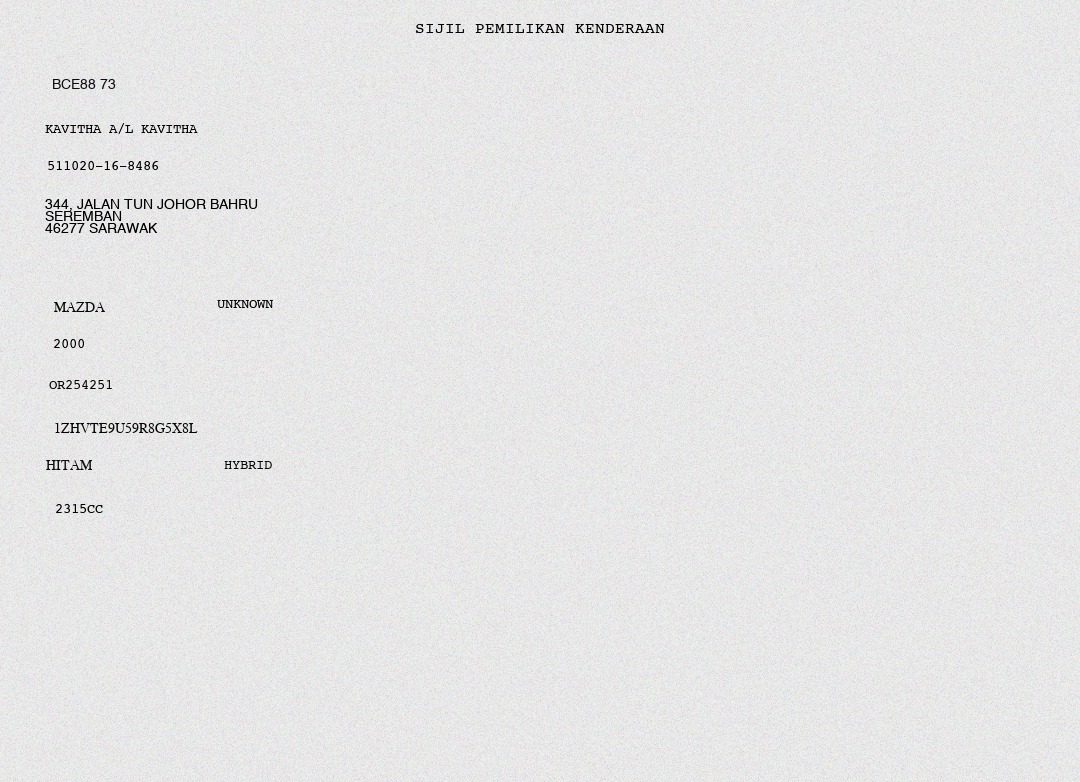 SIJIL PEMILIKAN KENDERAAN
BCE88 73
KAVITHA A/L KAVITHA
511020-16-8486
344, JALAN TUN JOHOR BAHRU
SEREMBAN
46277 SARAWAK
MAZDA UNKNOWN
2000
OR254251
1ZHVTE9U59R8G5X8L
HITAM HYBRID
2315CC